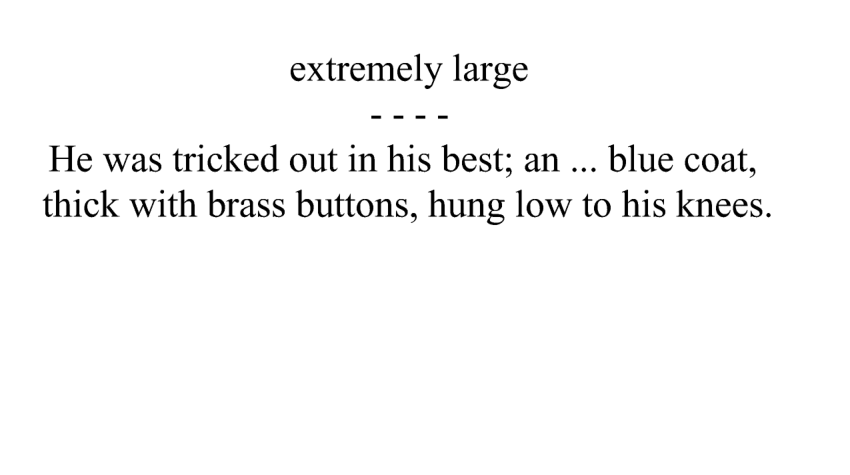 extremely large
- - - -
He was tricked out in his best; an ... blue coat,
thick with brass buttons, hung low to his knees.